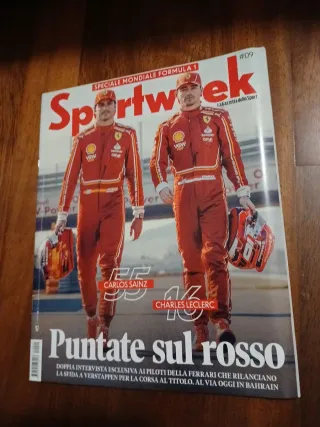 SPECIALE MONDIALE FORMULA 1
#09
Sportweek
55
CARLOS SAINZ
16
CHARLES LECLERC
Puntate sul rosso
DOPPIA INTERVISTA ESCLUSIVA AI PILOTI DELLA FERRARI CHE RILANCIANO
LA SFIDA A VERSTAPPEN PER LA CORSA AL TITOLO. AL VIA OGGI IN BAHRAIN